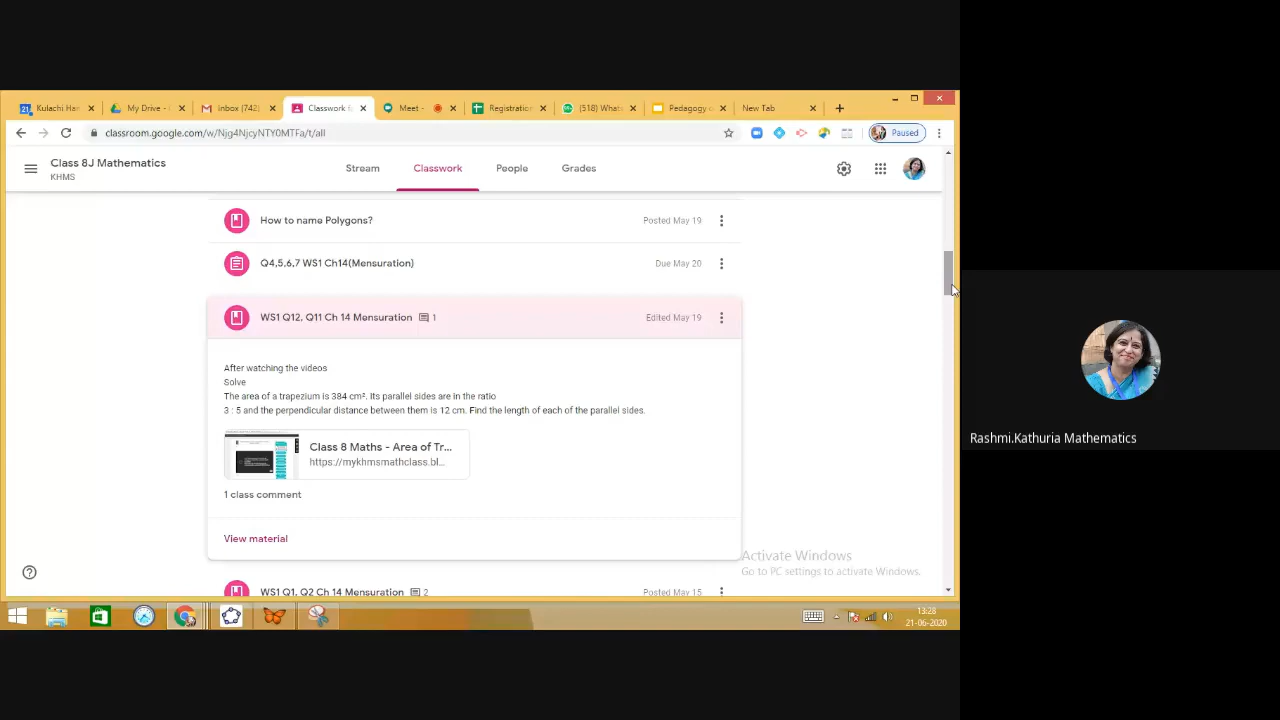 Kulachi Han
My Drive -
Inbox (742)
Classwork f
Meet -
Registration
(518) What
Pedagogy o
New Tab
classroom.google.com/w/Njg4NjcyNTY0MTFa/t/all
Paused
Class 8J Mathematics
KHMS
Stream
Classwork
People
Grades
How to name Polygons?
Posted May 19
Q4,5,6,7 WS1 Ch14(Mensuration)
Due May 20
WS1 Q12, Q11 Ch 14 Mensuration 1
Edited May 19
After watching the videos
Solve
The area of a trapezium is 384 cm². Its parallel sides are in the ratio
3 : 5 and the perpendicular distance between them is 12 cm. Find the length of each of the parallel sides.
Class 8 Maths - Area of Tr...
https://mykhmsmathclass.bl...
1 class comment
View material
Activate Windows
Go to PC settings to activate Windows.
WS1 Q1, Q2 Ch 14 Mensuration 2
Posted May 15
13:28
21-06-2020
Rashmi.Kathuria Mathematics